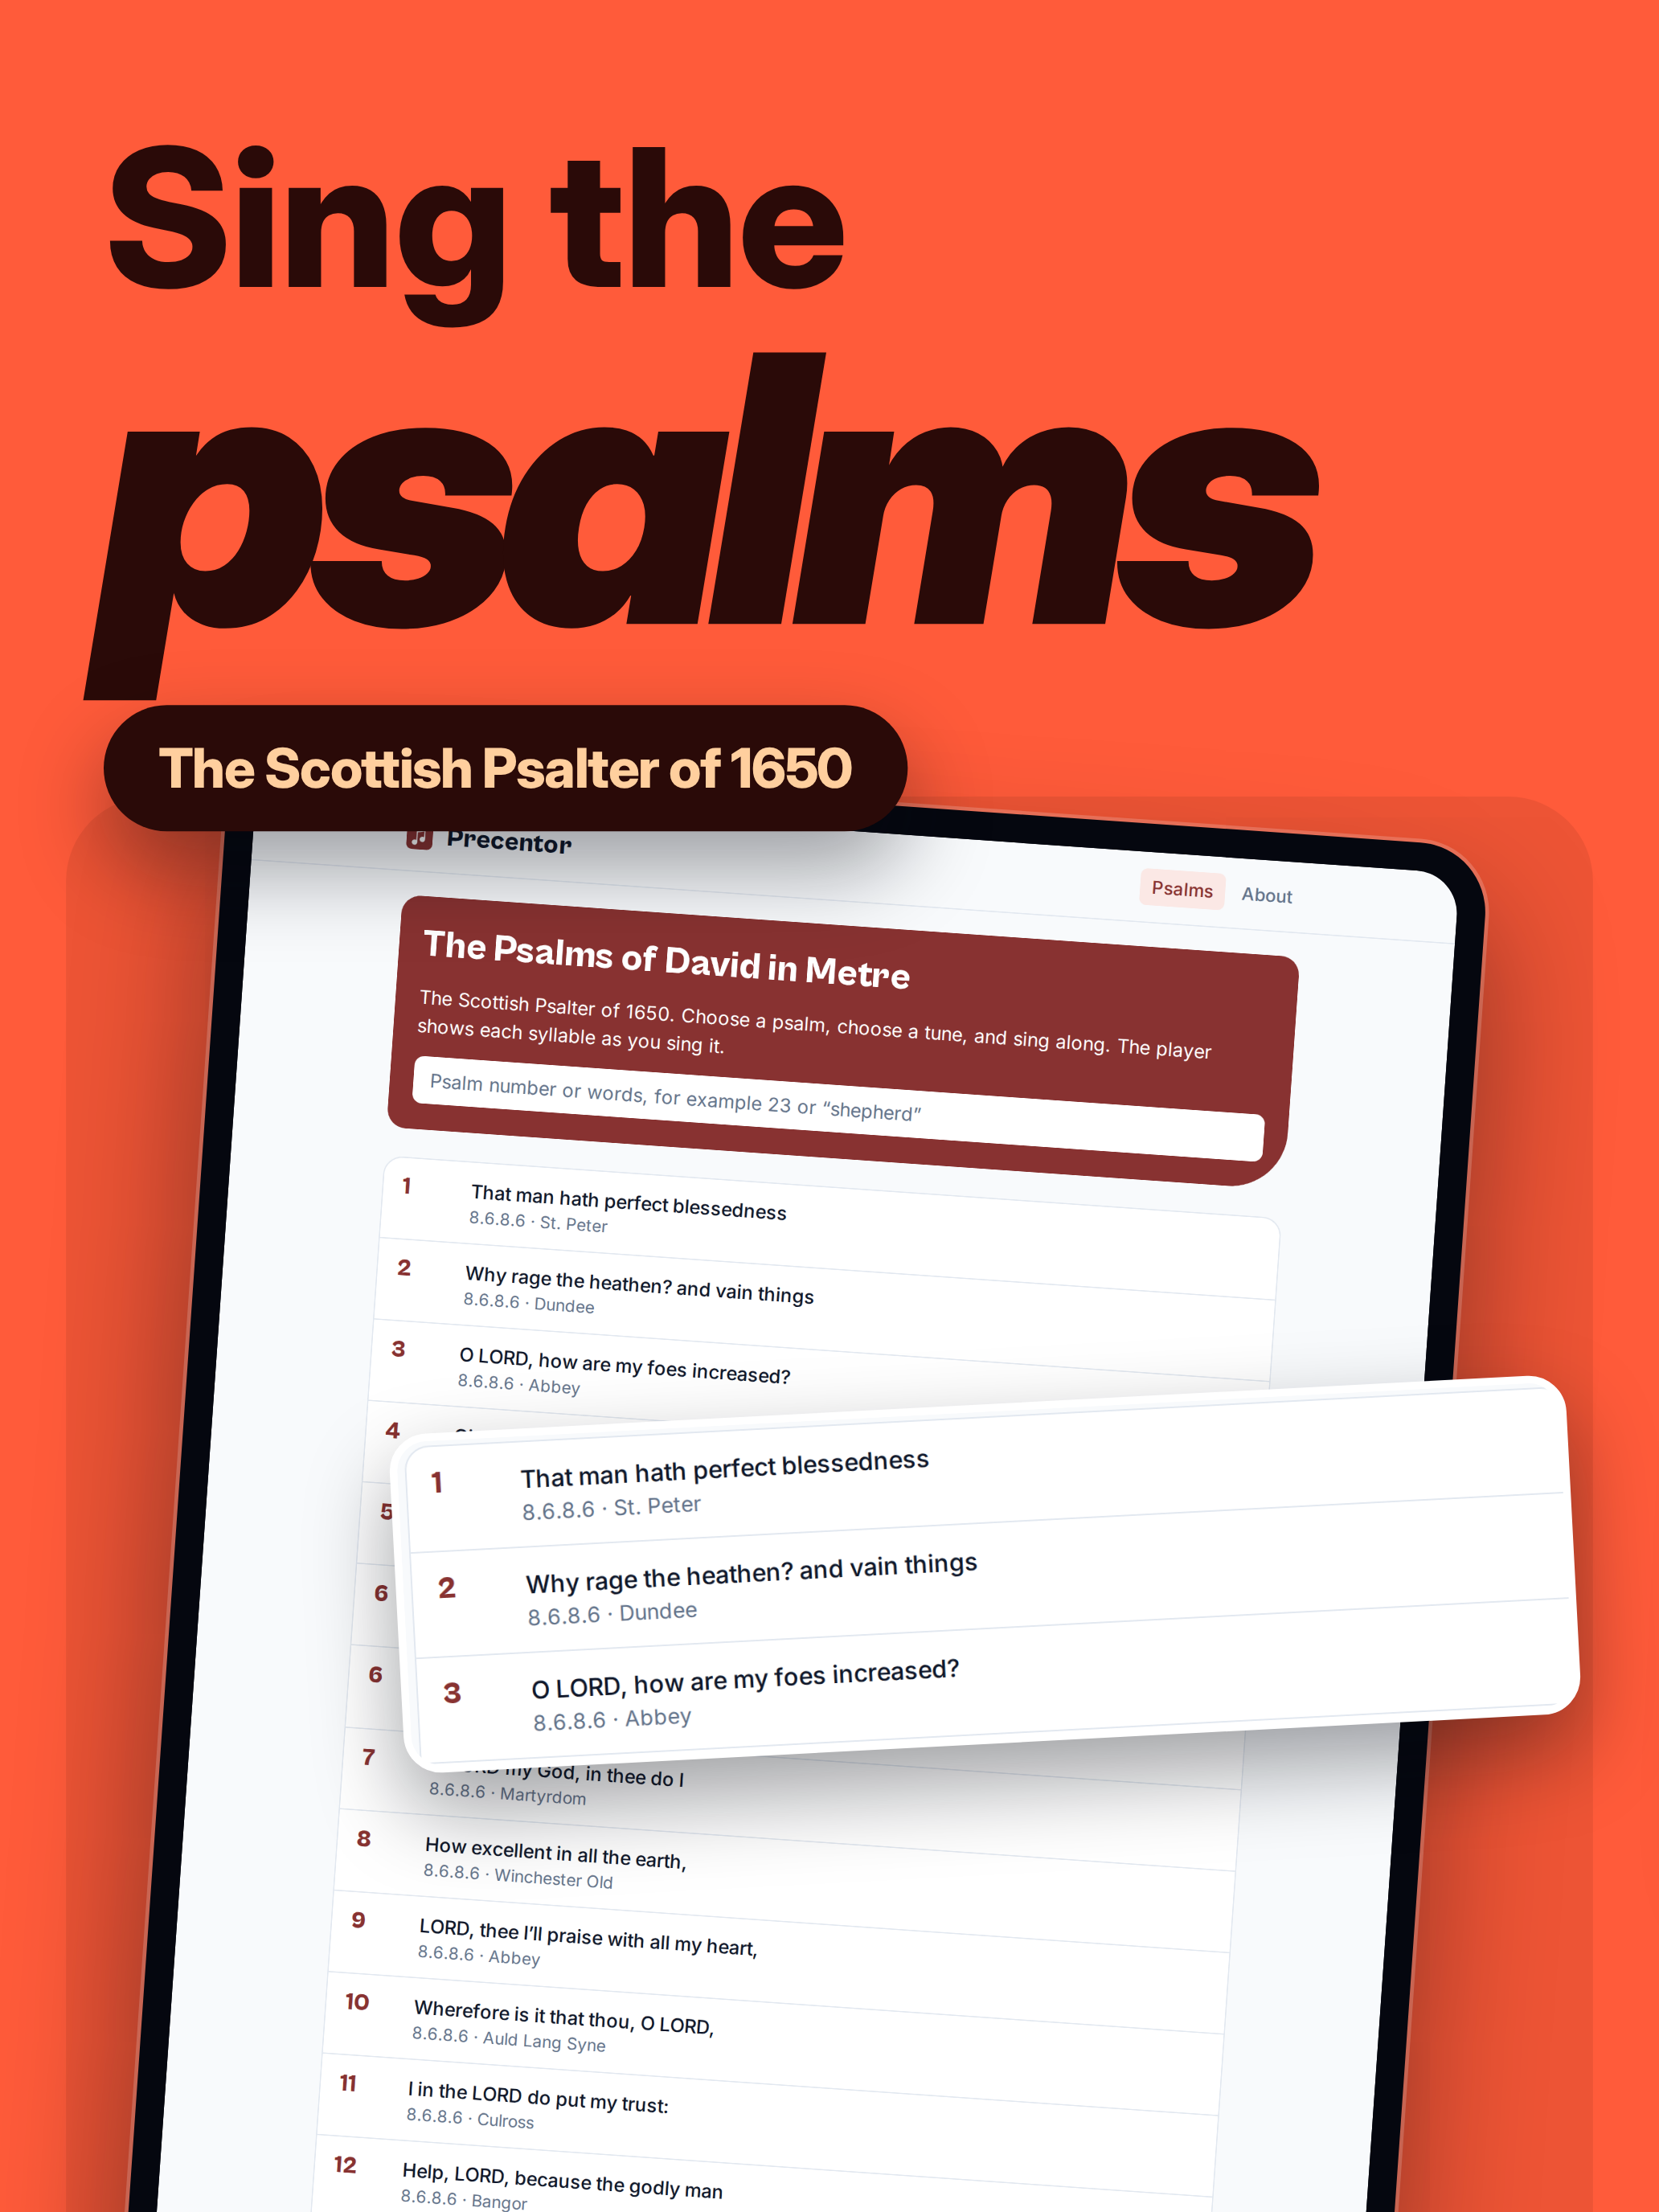 Sing the
psalms
The Scottish Psalter of 1650
Precentor
Psalms
About
The Psalms of David in Metre
The Scottish Psalter of 1650. Choose a psalm, choose a tune, and sing along. The player
shows each syllable as you sing it.
Psalm number or words, for example 23 or “shepherd”
1
That man hath perfect blessedness
8.6.8.6 · St. Peter
2
Why rage the heathen? and vain things
8.6.8.6 · Dundee
3
O LORD, how are my foes increased?
8.6.8.6 · Abbey
4
1
That man hath perfect blessedness
8.6.8.6 · St. Peter
2
Why rage the heathen? and vain things
8.6.8.6 · Dundee
3
O LORD, how are my foes increased?
8.6.8.6 · Abbey
5
6
6
7
my God, in thee do I
8.6.8.6 · Martyrdom
8
How excellent in all the earth,
8.6.8.6 · Winchester Old
9
LORD, thee I’ll praise with all my heart,
8.6.8.6 · Abbey
10
Wherefore is it that thou, O LORD,
8.6.8.6 · Auld Lang Syne
11
I in the LORD do put my trust:
8.6.8.6 · Culross
12
Help, LORD, because the godly man
8.6.8.6 · Bangor